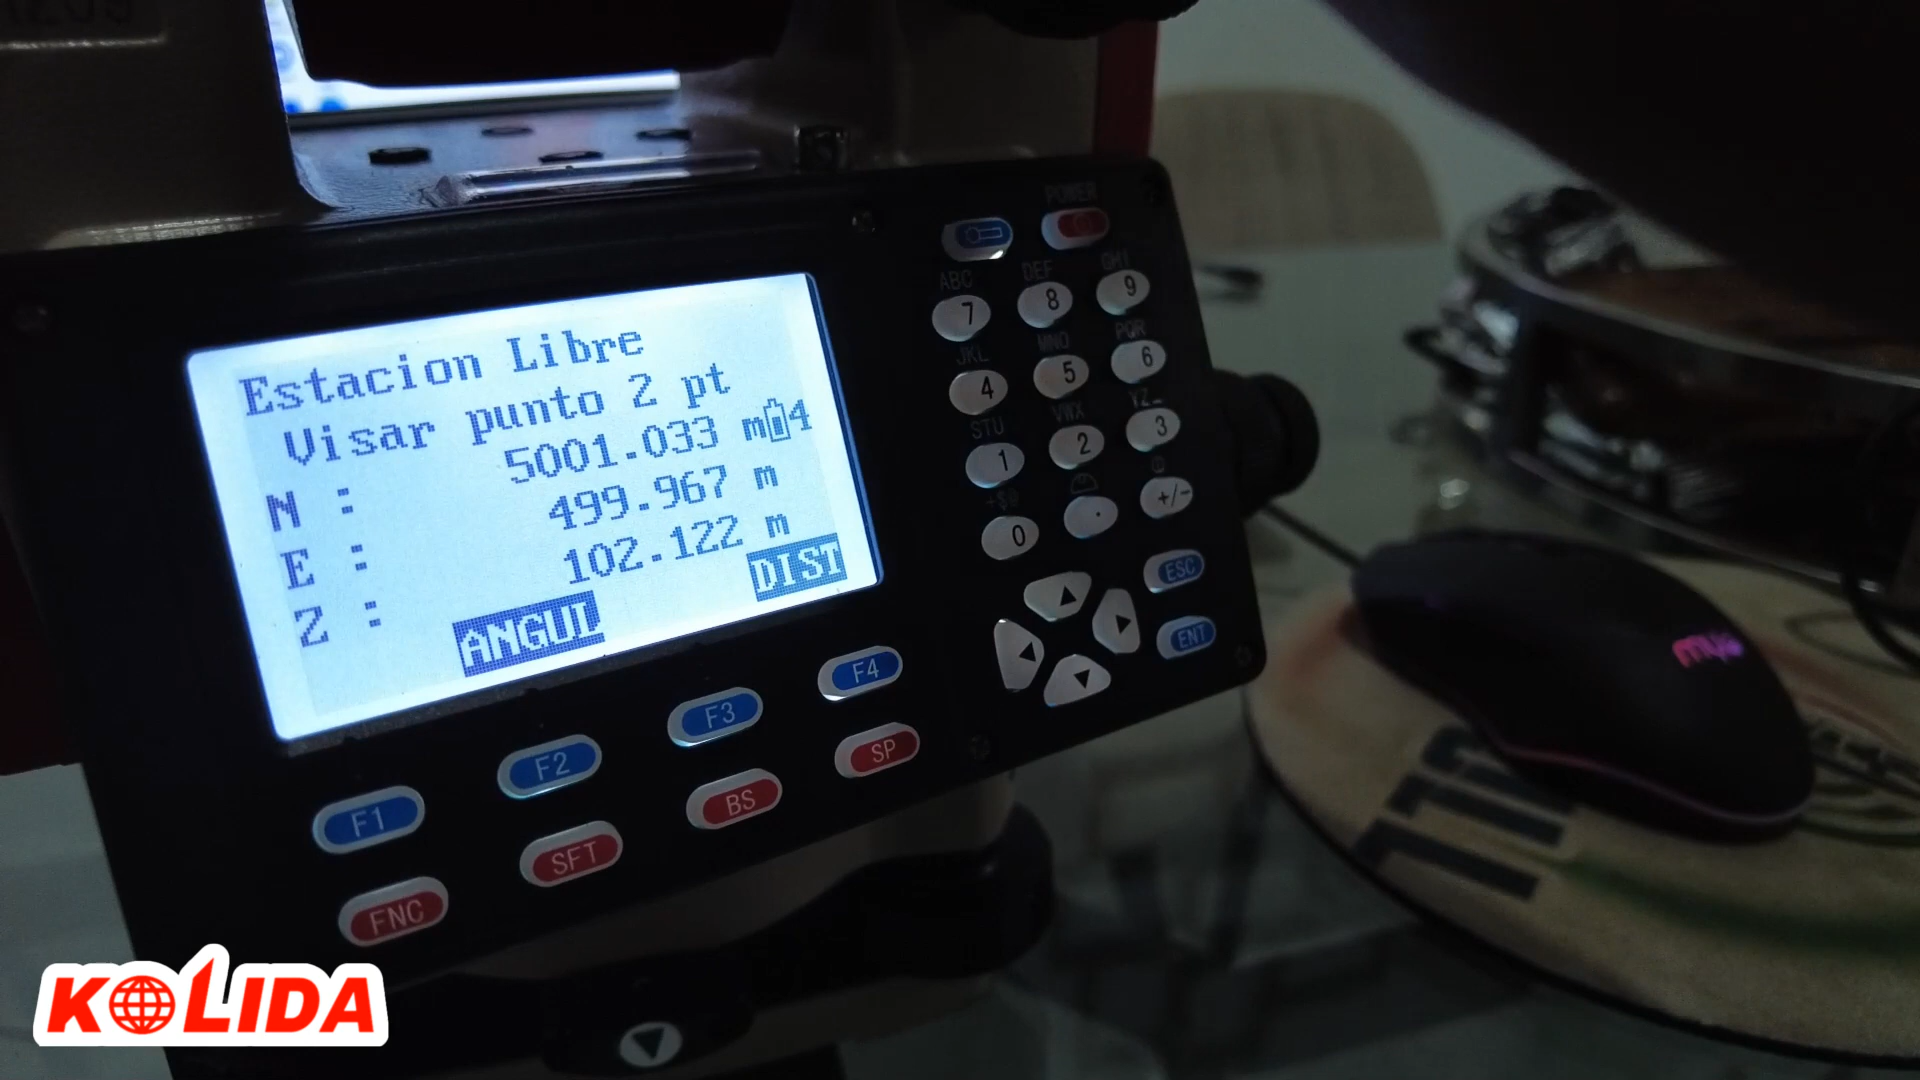 Estacion Libre
Visar punto 2 pt
N : 5001.033 m 4
E : 499.967 m
Z : 102.122 m
ANGUL DIST
POWER
ABC DEF GHI
7 8 9
JKL MNO PQR
4 5 6
STU VWX YZ_
1 2 3
0 . +/-
ESC
ENT
F1 F2 F3 F4
FNC SFT BS SP
KOLIDA